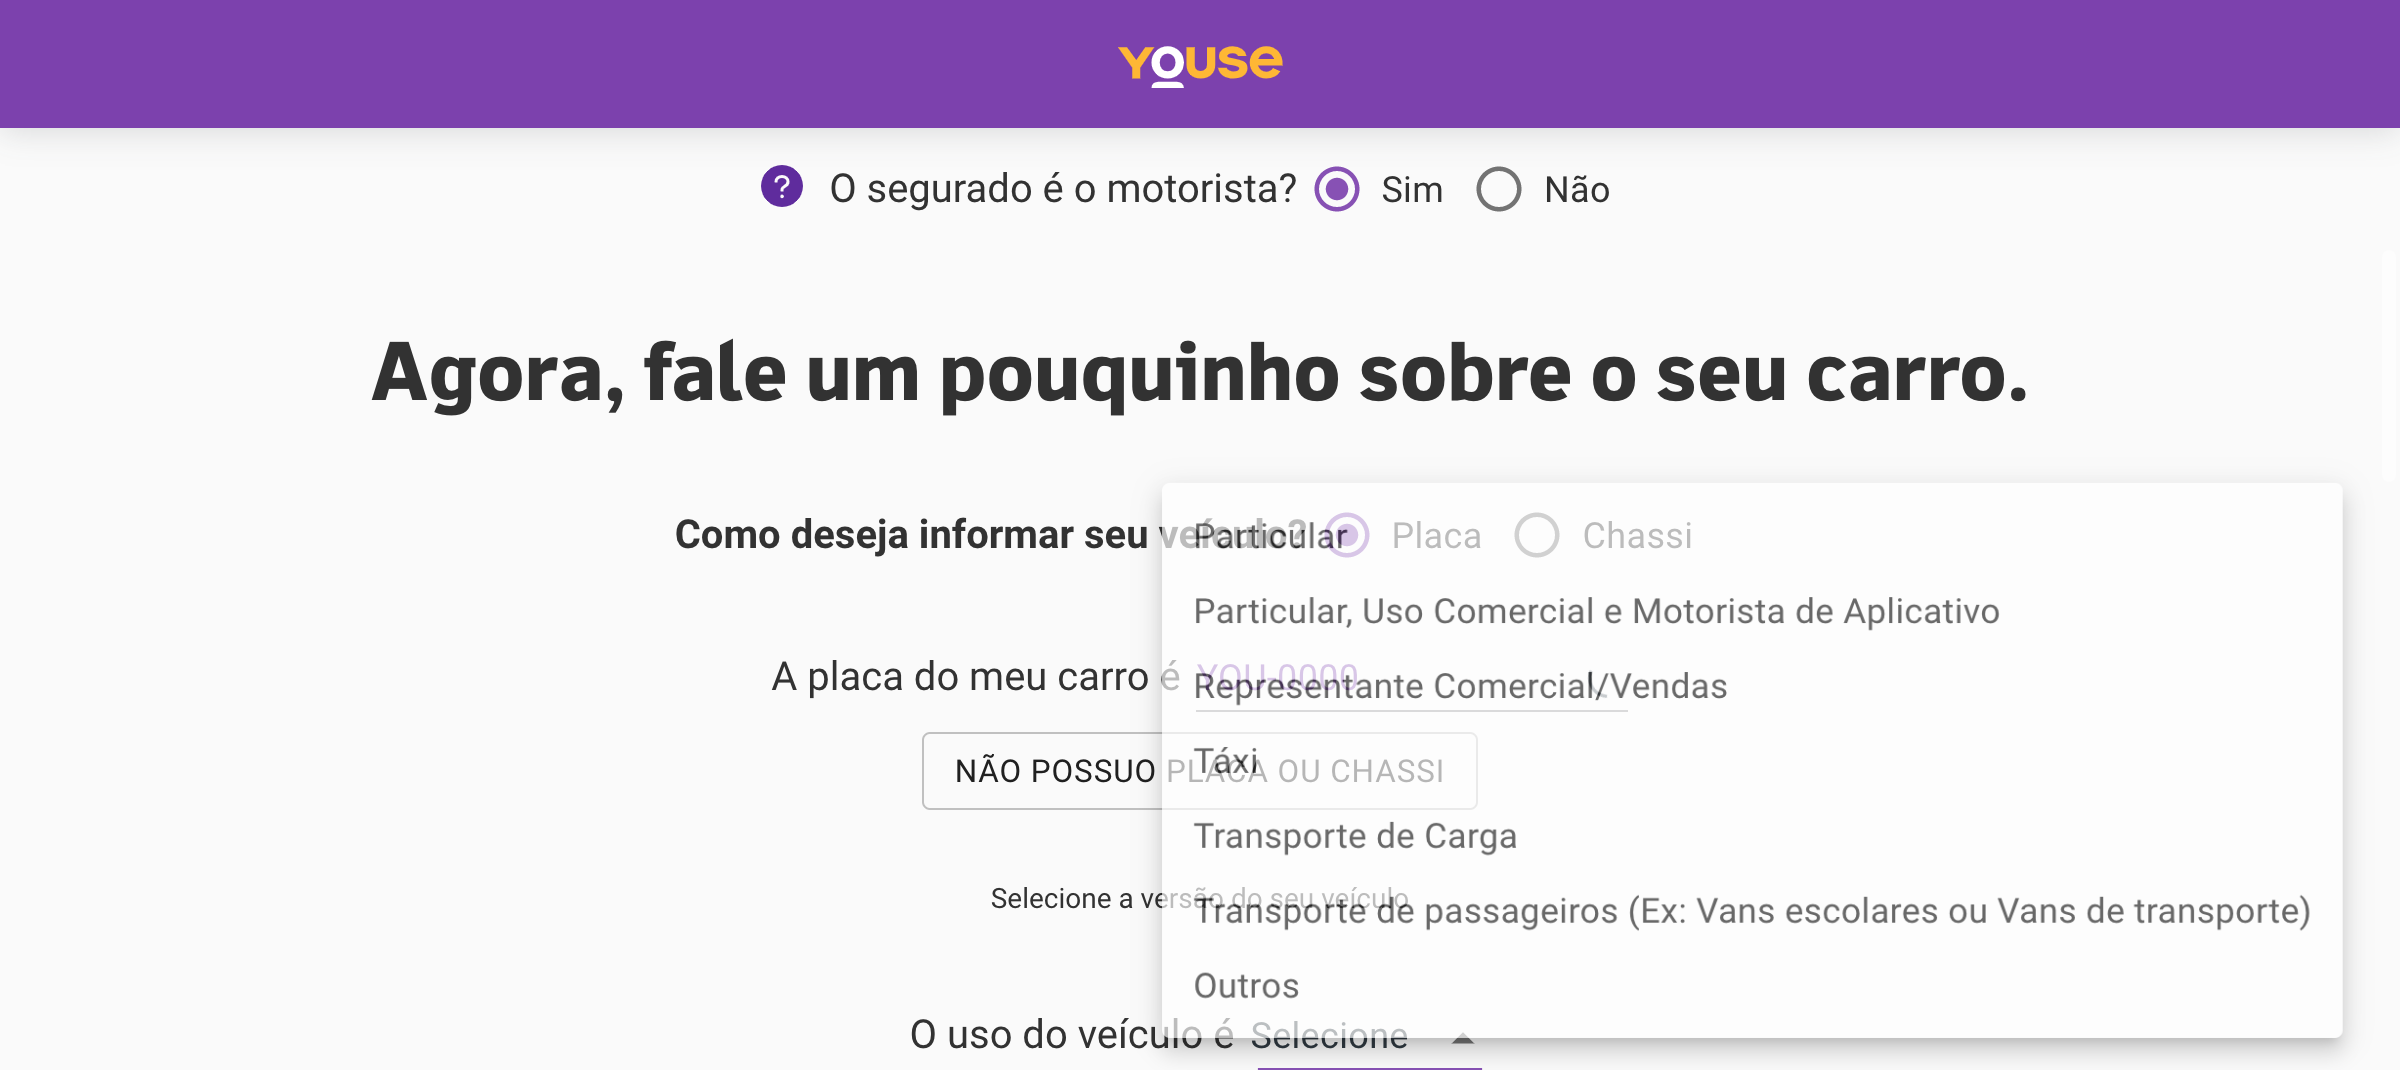 YOUSE
? O segurado é o motorista? Sim Não
Agora, fale um pouquinho sobre o seu carro.
Como deseja informar seu veículo? Placa Chassi
Particular
Particular, Uso Comercial e Motorista de Aplicativo
A placa do meu carro é YOU-0000
Representante Comercial/Vendas
Táxi
NÃO POSSUO PLACA OU CHASSI
Transporte de Carga
Selecione a versão do seu veículo
Transporte de passageiros (Ex: Vans escolares ou Vans de transporte)
Outros
O uso do veículo é Selecione